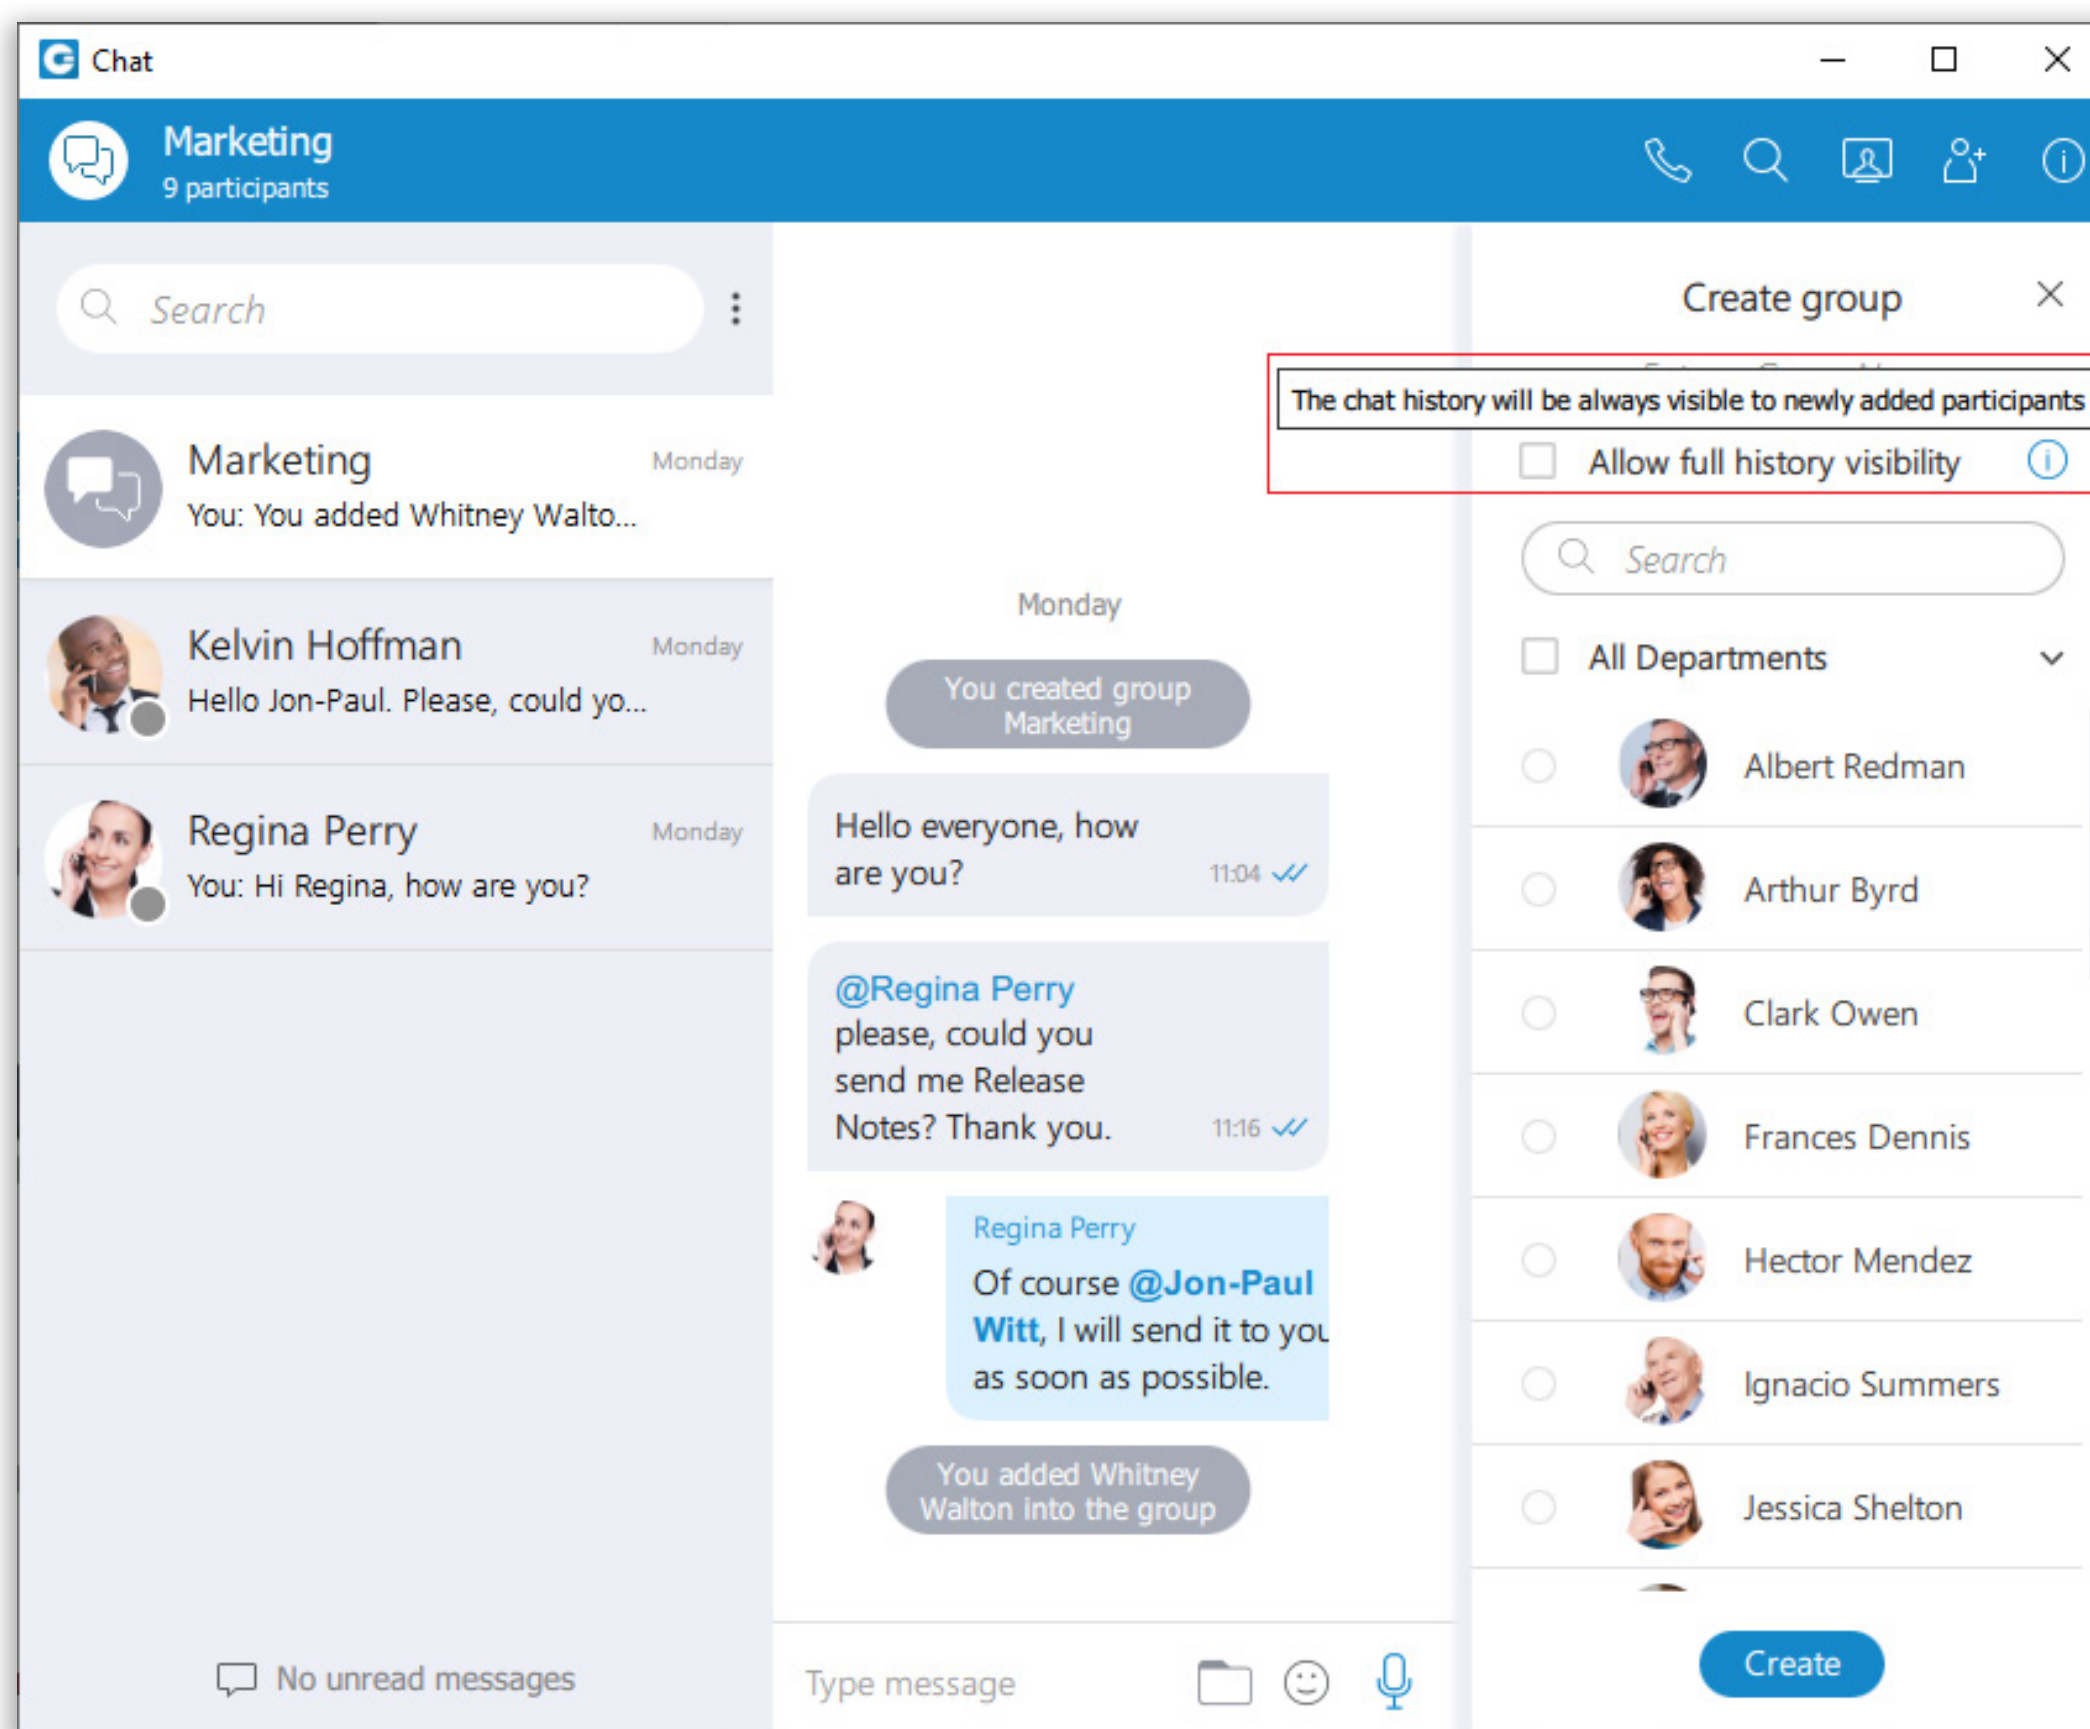 Chat
Marketing
9 participants
Search
Marketing
Monday
You: You added Whitney Walto...
Kelvin Hoffman
Monday
Hello Jon-Paul. Please, could yo...
Regina Perry
Monday
You: Hi Regina, how are you?
No unread messages
Monday
You created group
Marketing
Hello everyone, how
are you?
11:04
@Regina Perry
please, could you
send me Release
Notes? Thank you.
11:16
Regina Perry
Of course @Jon-Paul
Witt, I will send it to you
as soon as possible.
You added Whitney
Walton into the group
Type message
Create group
The chat history will be always visible to newly added participants
Allow full history visibility
Search
All Departments
Albert Redman
Arthur Byrd
Clark Owen
Frances Dennis
Hector Mendez
Ignacio Summers
Jessica Shelton
Create